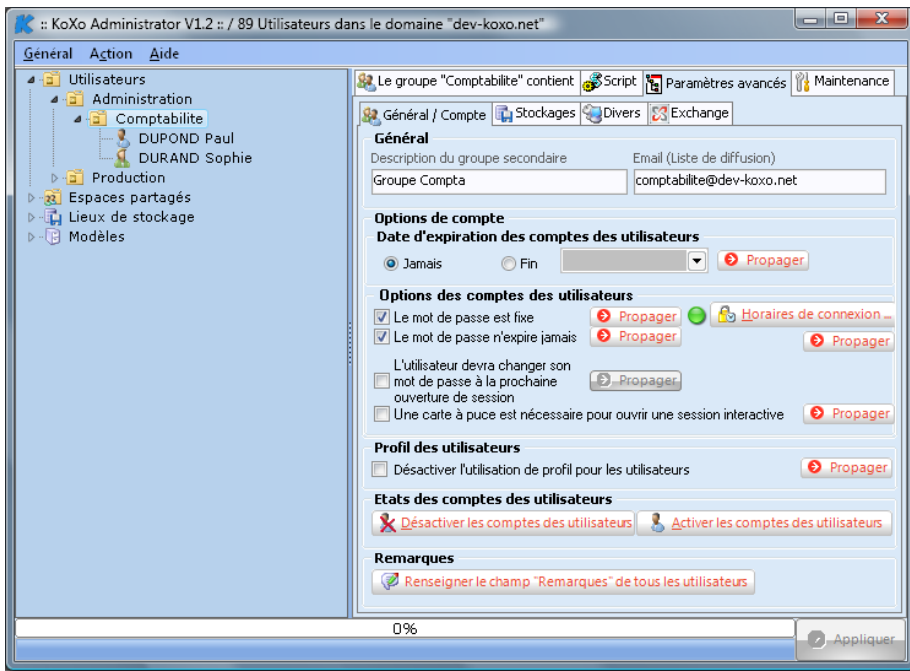 :: KoXo Administrator V1.2 :: / 89 Utilisateurs dans le domaine "dev-koxo.net"
Général Action Aide
Utilisateurs
Administration
Comptabilite
DUPOND Paul
DURAND Sophie
Production
Espaces partagés
Lieux de stockage
Modèles
Le groupe "Comptabilite" contient Script Paramètres avancés Maintenance
Général / Compte Stockages Divers Exchange
Général
Description du groupe secondaire Email (Liste de diffusion)
Groupe Compta comptabilite@dev-koxo.net
Options de compte
Date d'expiration des comptes des utilisateurs
Jamais Fin Propager
Options des comptes des utilisateurs
Le mot de passe est fixe Propager Horaires de connexion ...
Le mot de passe n'expire jamais Propager Propager
L'utilisateur devra changer son
mot de passe à la prochaine Propager
ouverture de session
Une carte à puce est nécessaire pour ouvrir une session interactive Propager
Profil des utilisateurs
Désactiver l'utilisation de profil pour les utilisateurs Propager
Etats des comptes des utilisateurs
Désactiver les comptes des utilisateurs Activer les comptes des utilisateurs
Remarques
Renseigner le champ "Remarques" de tous les utilisateurs
0%
Appliquer